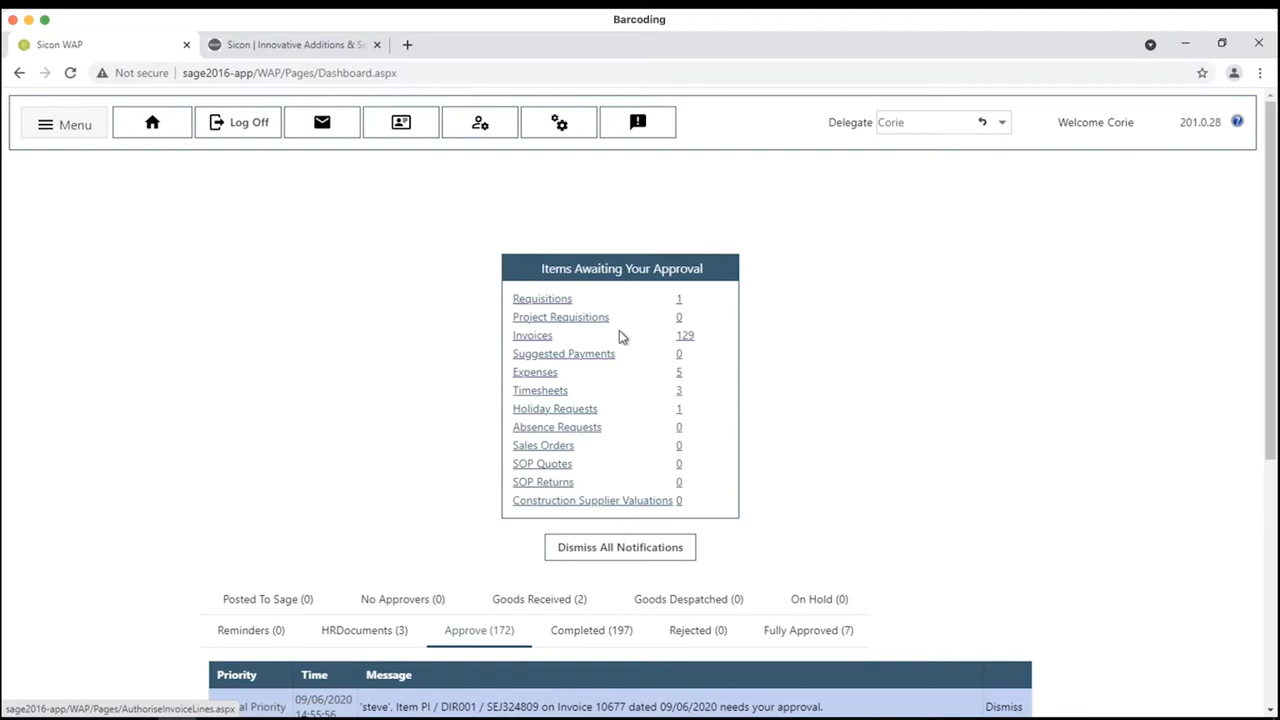 Barcoding
Sicon WAP
Sicon | Innovative Additions & S
Not secure
sage2016-app/WAP/Pages/Dashboard.aspx
Menu
Log Off
Delegate
Corie
Welcome Corie
201.0.28
Items Awaiting Your Approval
Requisitions 1
Project Requisitions 0
Invoices 129
Suggested Payments 0
Expenses 5
Timesheets 3
Holiday Requests 1
Absence Requests 0
Sales Orders 0
SOP Quotes 0
SOP Returns 0
Construction Supplier Valuations 0
Dismiss All Notifications
Posted To Sage (0) No Approvers (0) Goods Received (2) Goods Despatched (0) On Hold (0)
Reminders (0) HRDocuments (3) Approve (172) Completed (197) Rejected (0) Fully Approved (7)
Priority Time Message
09/06/2020
14:55:56
al Priority
'steve'. Item PI / DIR001 / SEJ324809 on Invoice 10677 dated 09/06/2020 needs your approval.
Dismiss
sage2016-app/WAP/Pages/AuthoriseInvoiceLines.aspx